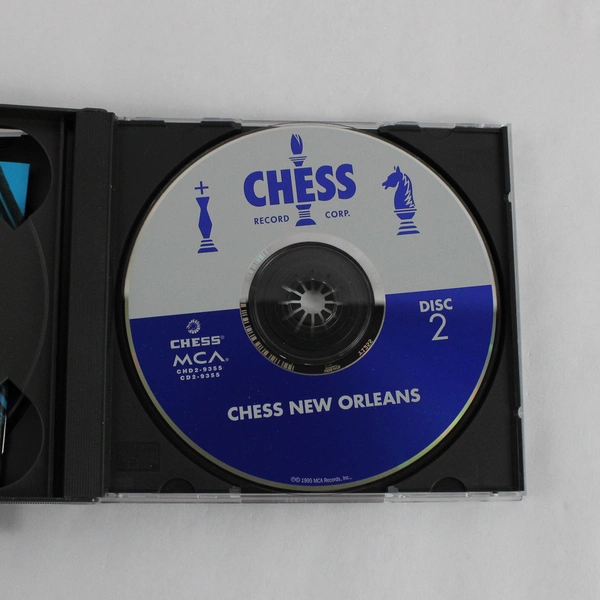 CHESS
RECORD CORP.
DISC
2
CHESS®
MCA®
CHD2-9355
CD2-9355
CHESS NEW ORLEANS
℗© 1995 MCA Records, Inc.